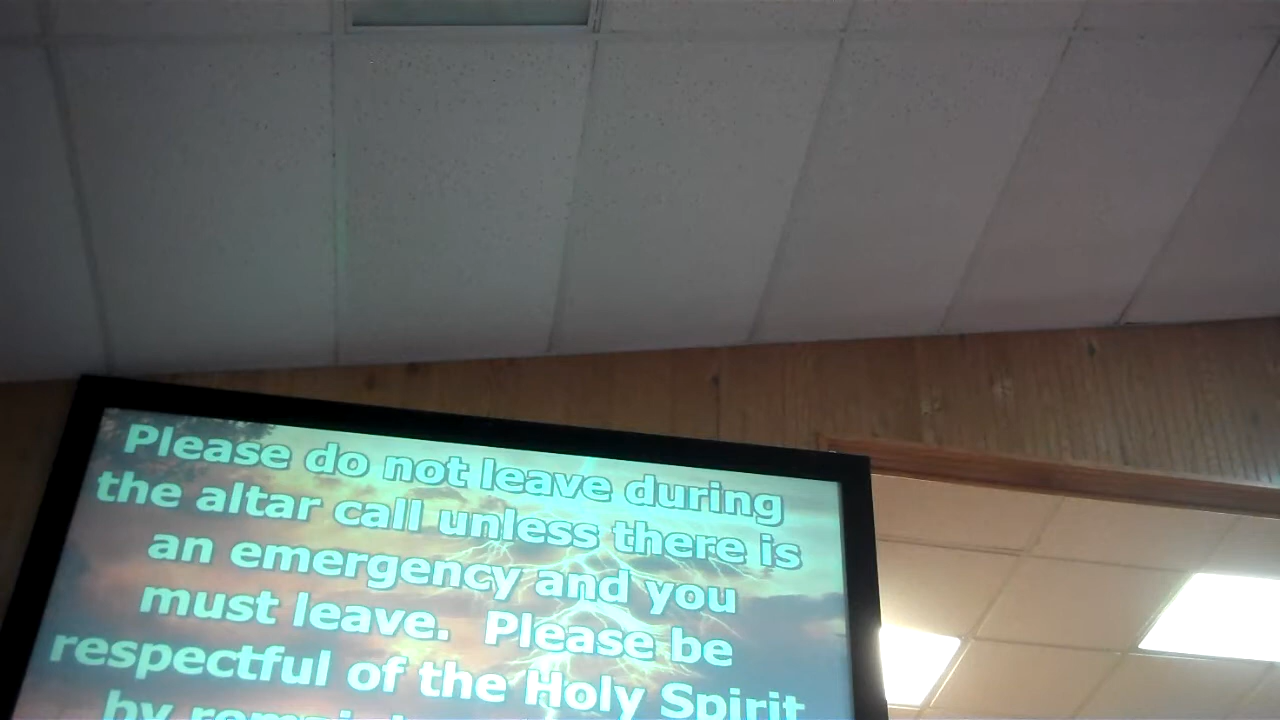 Please do not leave during
the altar call unless there is
an emergency and you
must leave. Please be
respectful of the Holy Spirit
by